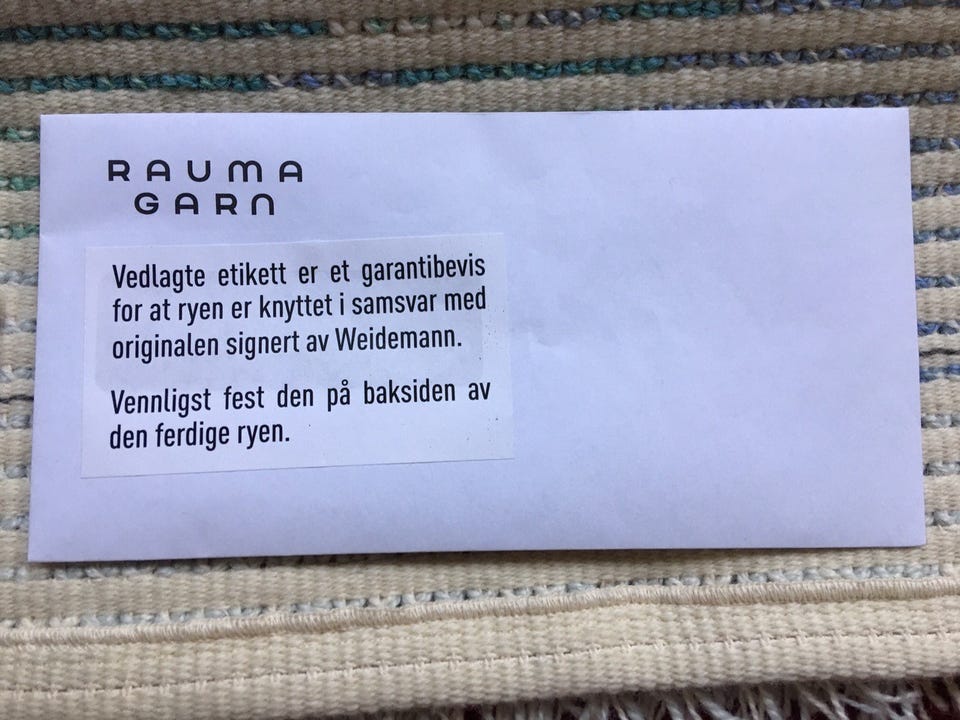 RAUMA
GARN
Vedlagte etikett er et garantibevis
for at ryen er knyttet i samsvar med
originalen signert av Weidemann.
Vennligst fest den på baksiden av
den ferdige ryen.